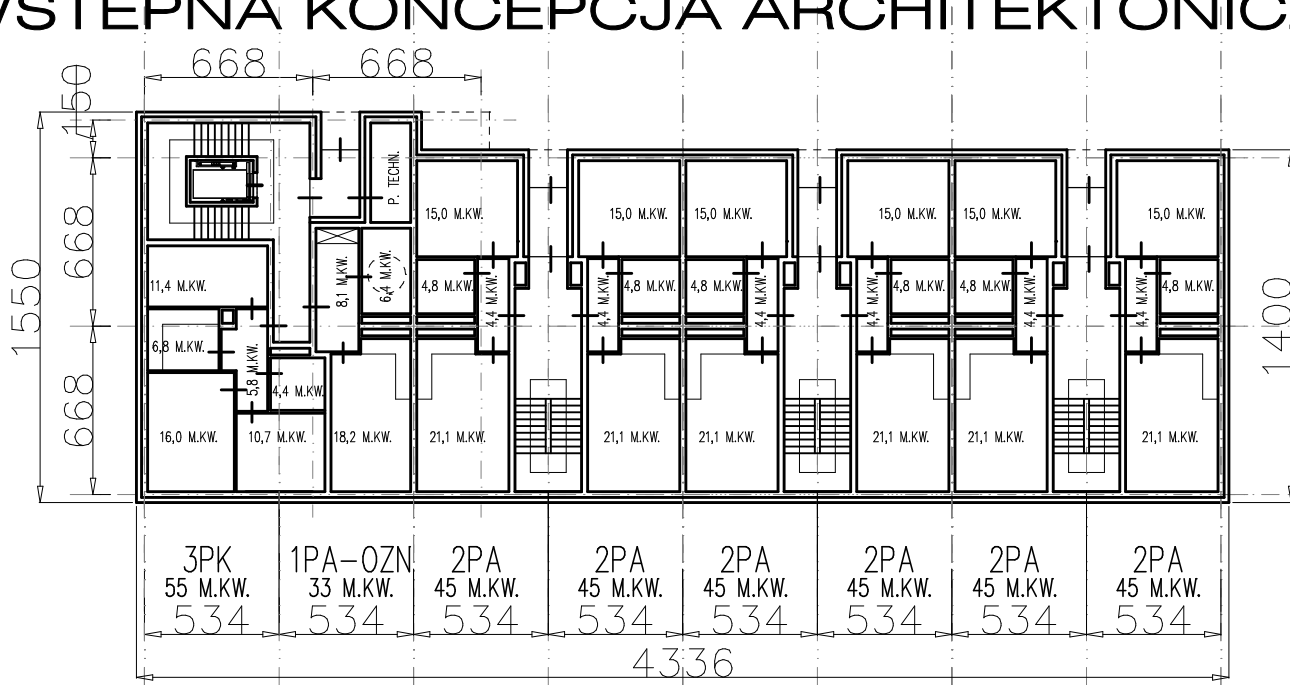 WSTĘPNA KONCEPCJA ARCHITEKTONICZ
668 668
150
668
668
1550
1400
P. TECHN.
15,0 M.KW. 15,0 M.KW. 15,0 M.KW. 15,0 M.KW. 15,0 M.KW. 15,0 M.KW.
11,4 M.KW. 8,1 M.KW. 6,4 M.KW. 4,8 M.KW. 4,4 M.KW. 4,4 M.KW. 4,8 M.KW. 4,8 M.KW. 4,4 M.KW. 4,4 M.KW. 4,8 M.KW. 4,8 M.KW. 4,4 M.KW. 4,4 M.KW. 4,8 M.KW.
6,8 M.KW. 5,8 M.KW. 4,4 M.KW.
16,0 M.KW. 10,7 M.KW. 18,2 M.KW. 21,1 M.KW. 21,1 M.KW. 21,1 M.KW. 21,1 M.KW. 21,1 M.KW. 21,1 M.KW.
3PK 1PA-OZN 2PA 2PA 2PA 2PA 2PA 2PA
55 M.KW. 33 M.KW. 45 M.KW. 45 M.KW. 45 M.KW. 45 M.KW. 45 M.KW. 45 M.KW.
534 534 534 534 534 534 534 534
4336